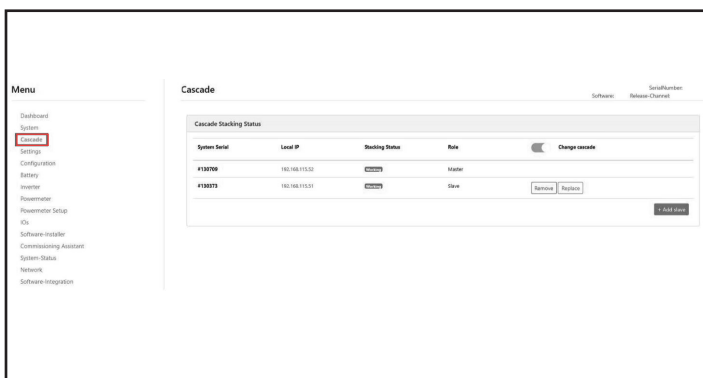 Menu
Dashboard
System
Cascade
Settings
Configuration
Battery
Inverter
Powermeter
Powermeter Setup
IOs
Software-Installer
Commissioning Assistant
System-Status
Network
Software-Integration
Cascade
SerialNumber:
Software: Release-Channel
Cascade Stacking Status
System Serial Local IP Stacking Status Role Change cascade
#130709 192.168.115.52 Working Master
#130373 192.168.115.51 Working Slave Remove Replace
+ Add slave